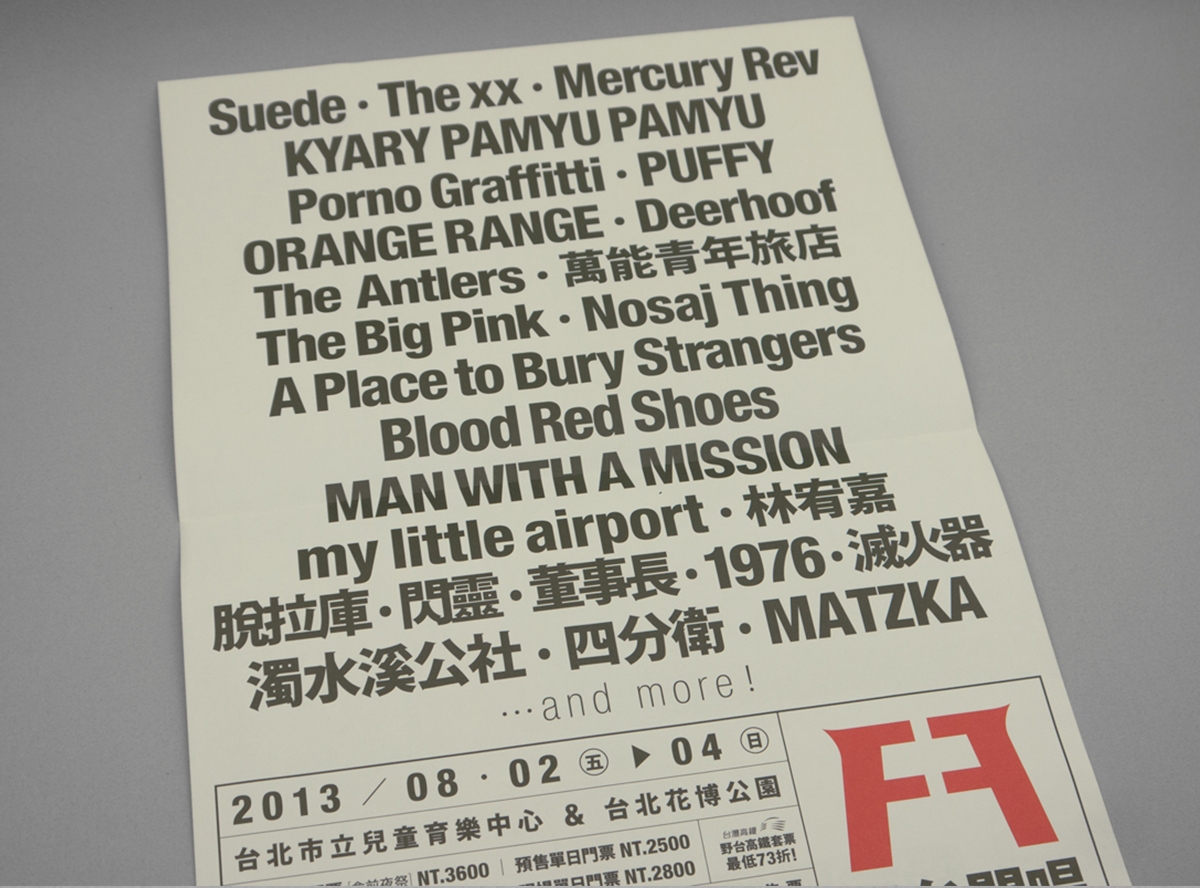 Suede · The xx · Mercury Rev
KYARY PAMYU PAMYU
Porno Graffitti · PUFFY
ORANGE RANGE · Deerhoof
The Antlers · 萬能青年旅店
The Big Pink · Nosaj Thing
A Place to Bury Strangers
Blood Red Shoes
MAN WITH A MISSION
my little airport · 林宥嘉
脫拉庫 · 閃靈 · 董事長 · 1976 · 滅火器
濁水溪公社 · 四分衛 · MATZKA
…and more!
2013 / 08 · 02 ㊄ ▶ 04 ㊐
台北市立兒童育樂中心 & 台北花博公園
NT.3600
預售單日門票 NT.2500
NT.2800
台灣高鐵
野台高鐵套票
最低73折!